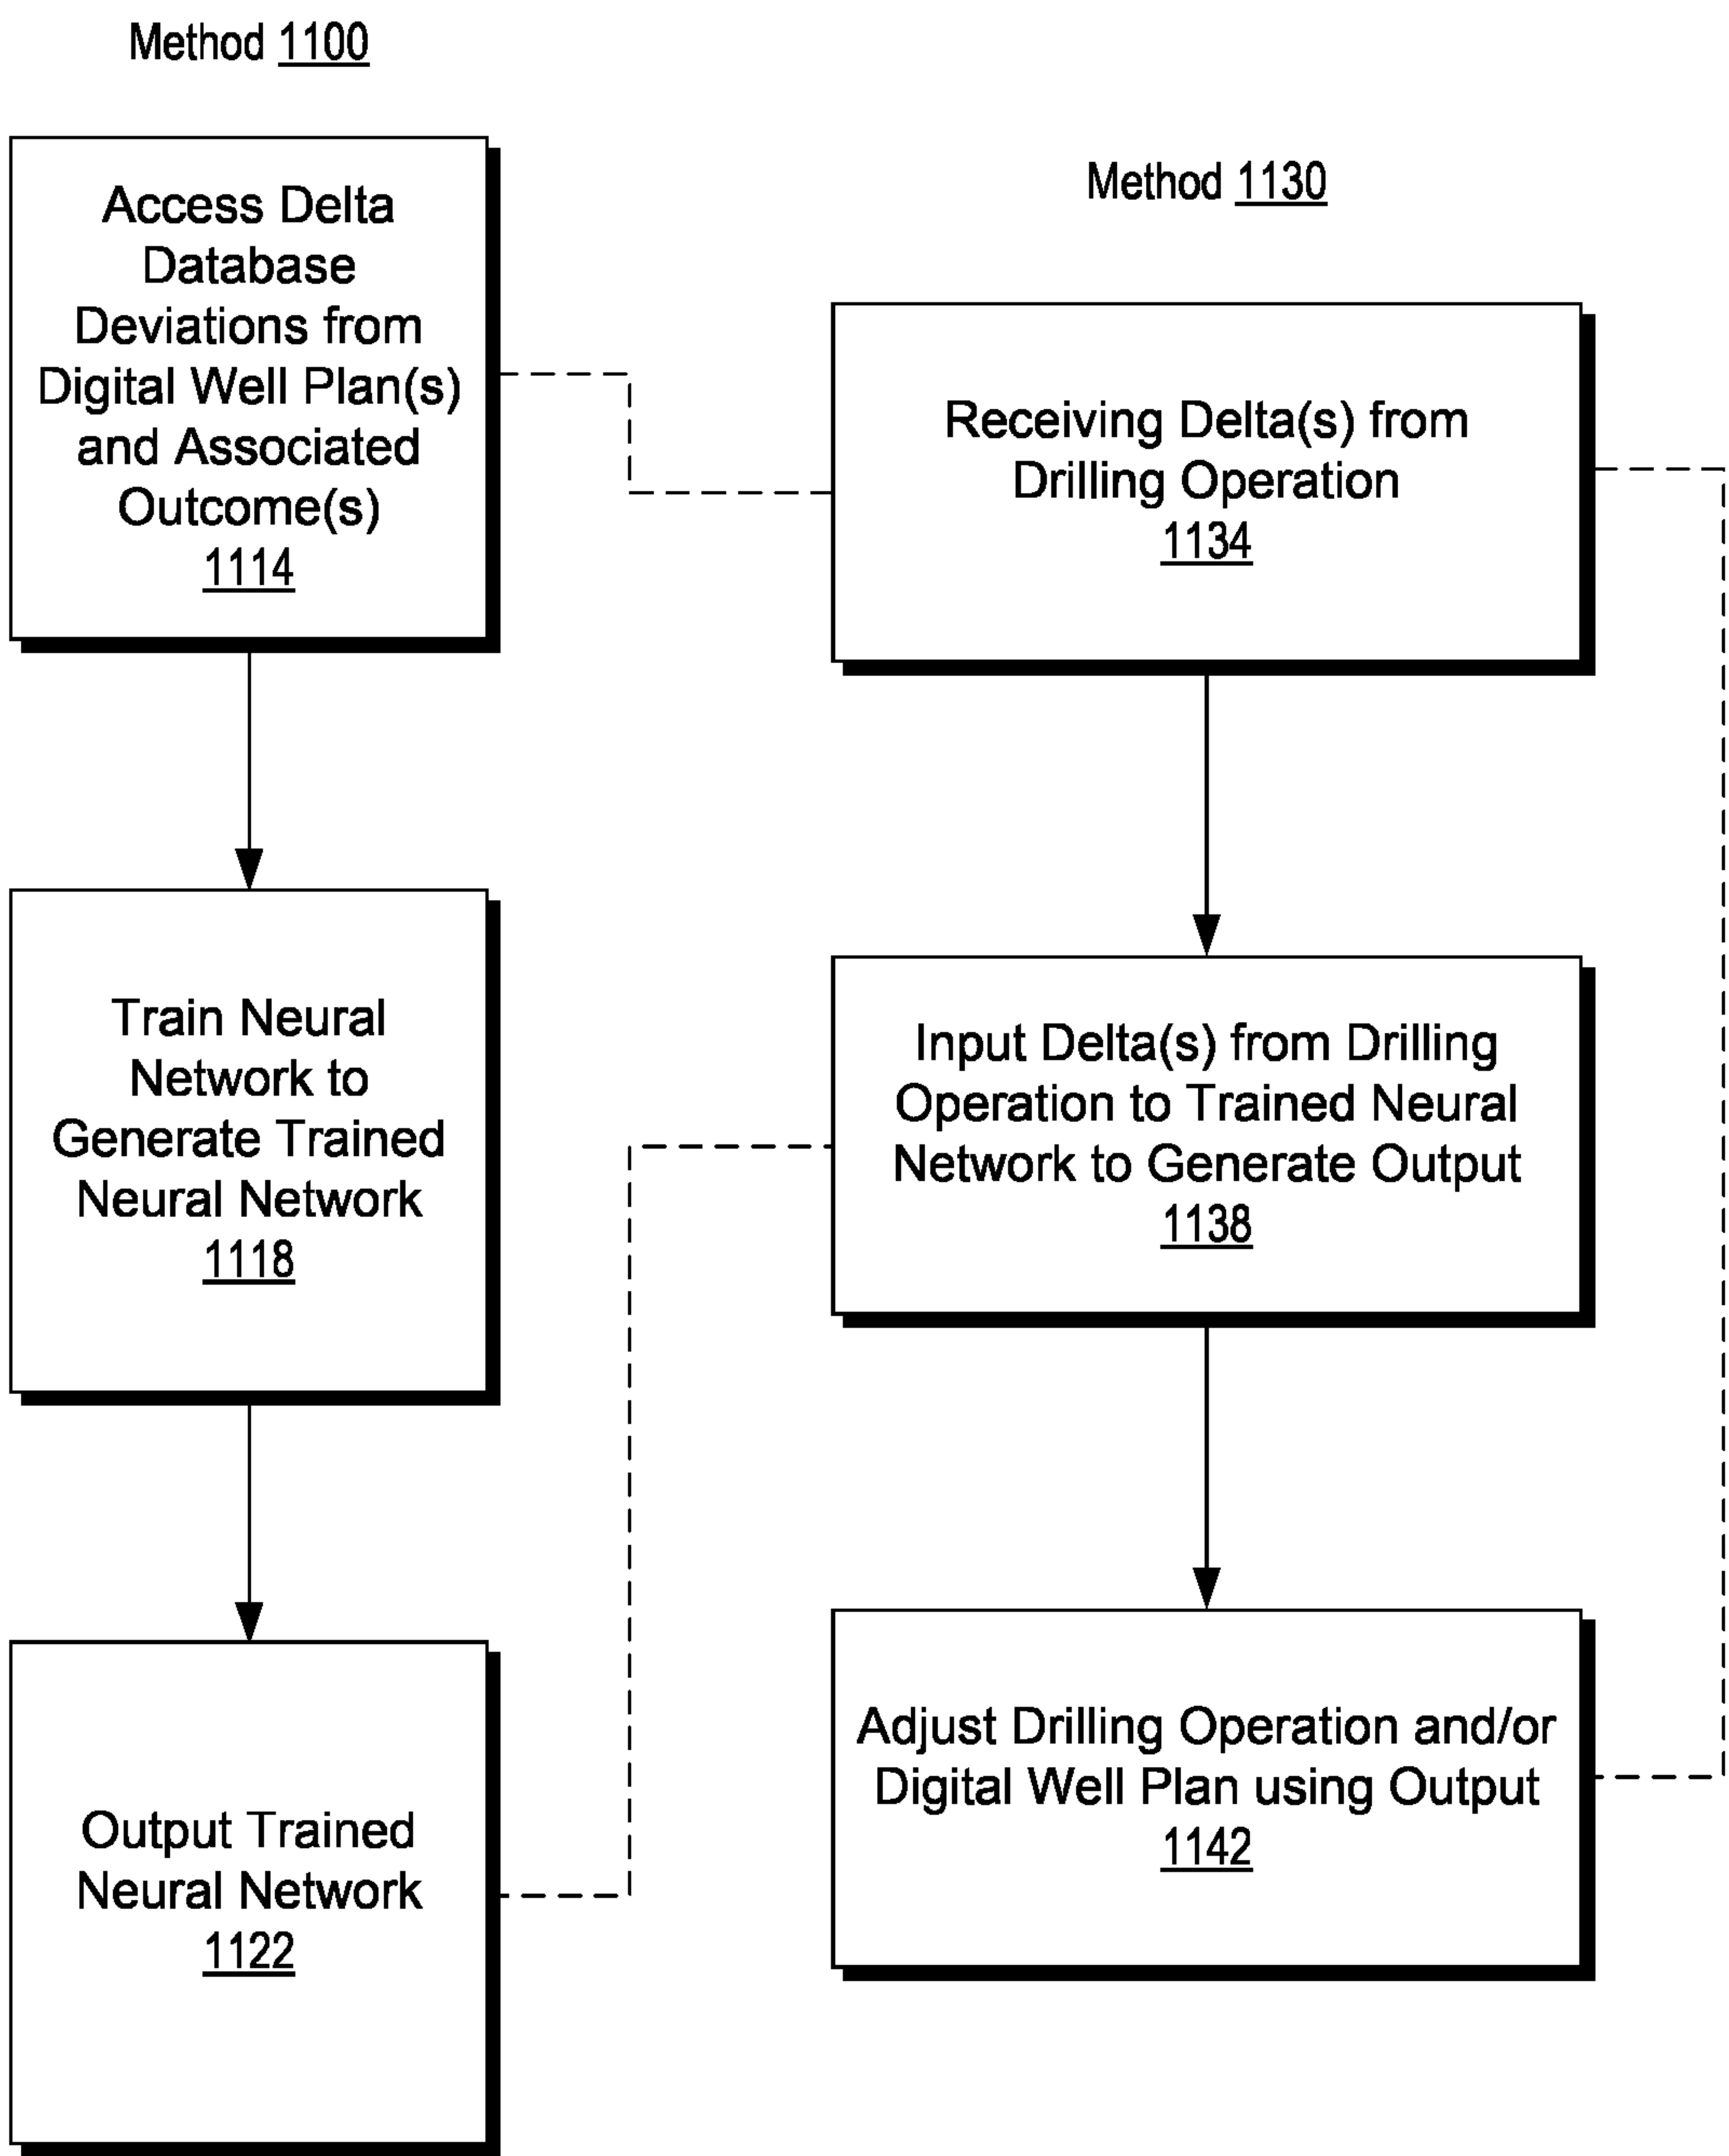 Method 1100
Access Delta
Database
Deviations from
Digital Well Plan(s)
and Associated
Outcome(s)
1114
Train Neural
Network to
Generate Trained
Neural Network
1118
Output Trained
Neural Network
1122
Method 1130
Receiving Delta(s) from
Drilling Operation
1134
Input Delta(s) from Drilling
Operation to Trained Neural
Network to Generate Output
1138
Adjust Drilling Operation and/or
Digital Well Plan using Output
1142